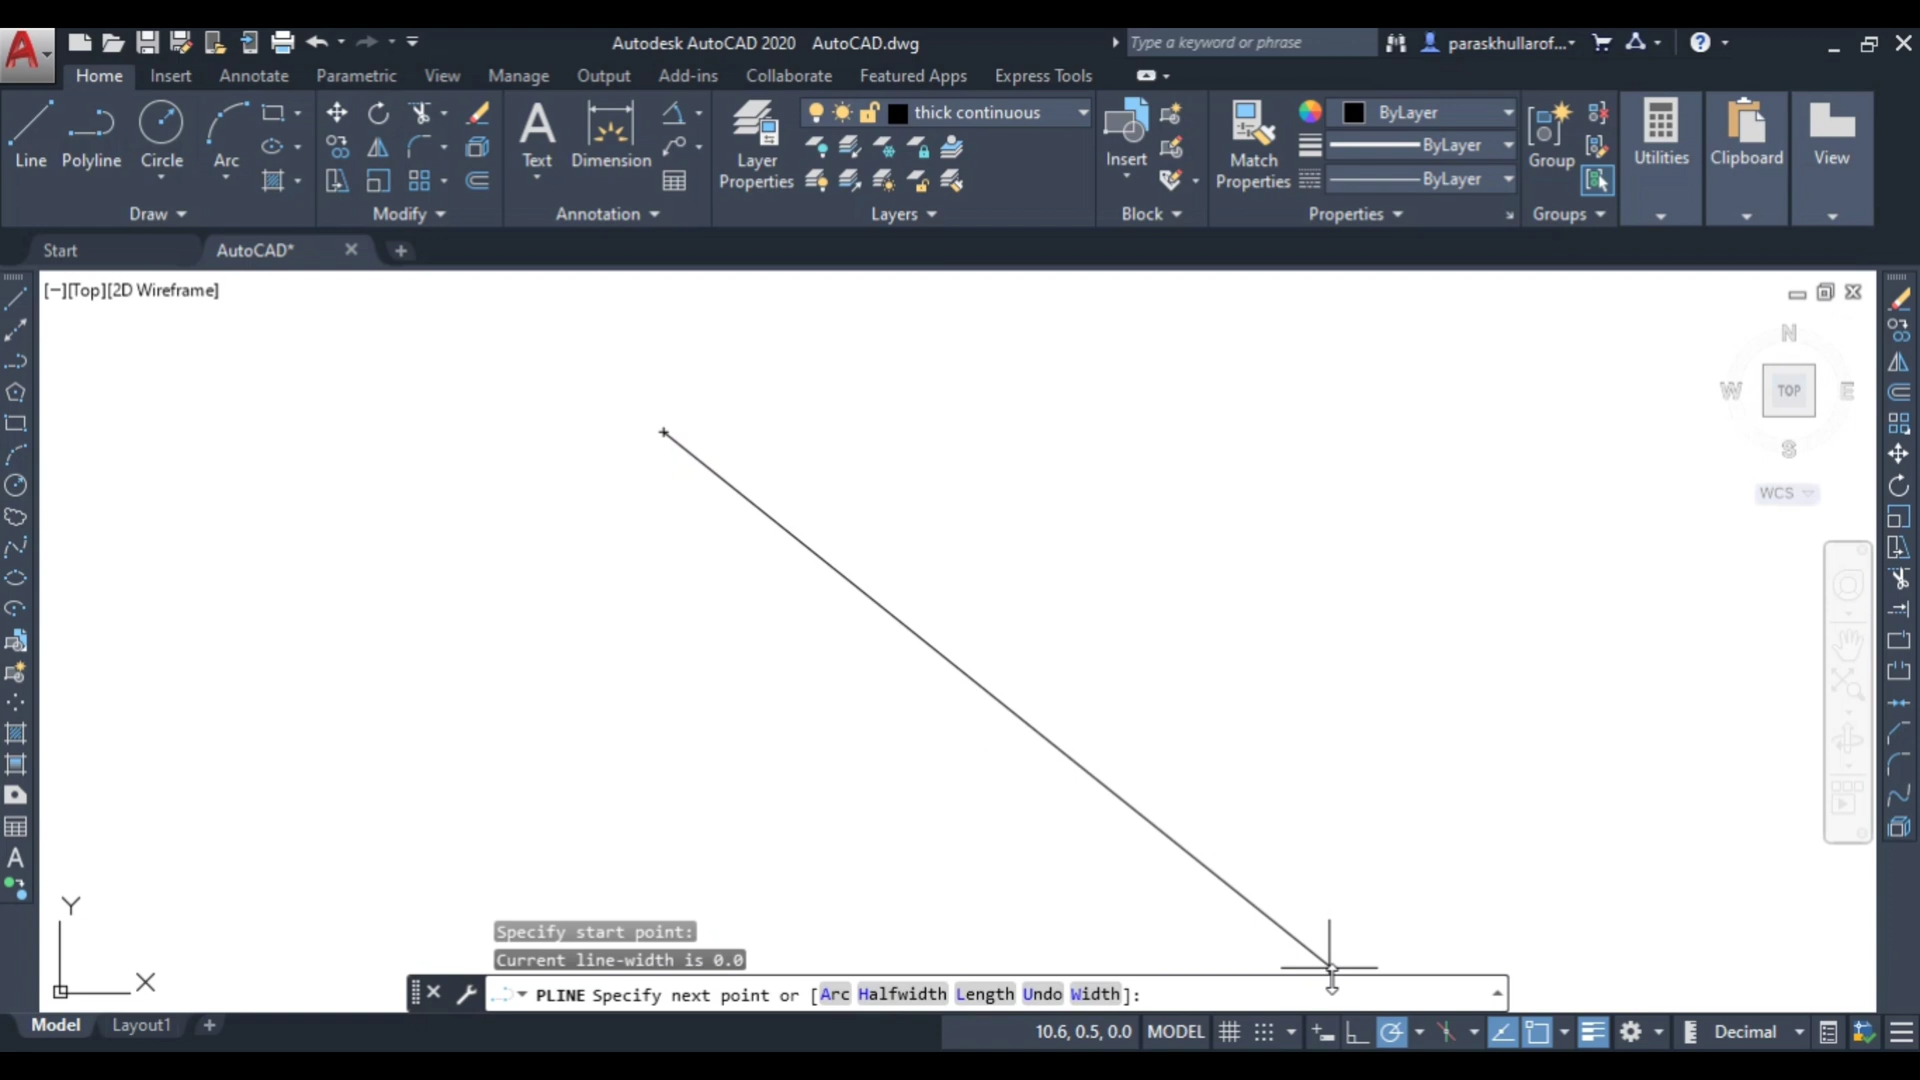 Autodesk AutoCAD 2020 AutoCAD.dwg
Type a keyword or phrase
paraskhullarof...
Home Insert Annotate Parametric View Manage Output Add-ins Collaborate Featured Apps Express Tools
thick continuous
ByLayer
ByLayer
ByLayer
Line Polyline Circle Arc
Text Dimension
Layer
Properties
Insert
Match
Properties
Group
Utilities
Clipboard
View
Draw Modify Annotation Layers Block Properties Groups
Start AutoCAD*
[−][Top][2D Wireframe]
N
W TOP E
S
WCS
Y
X
Specify start point:
Current line-width is 0.0
PLINE Specify next point or [Arc Halfwidth Length Undo Width]:
Model Layout1
10.6, 0.5, 0.0 MODEL Decimal